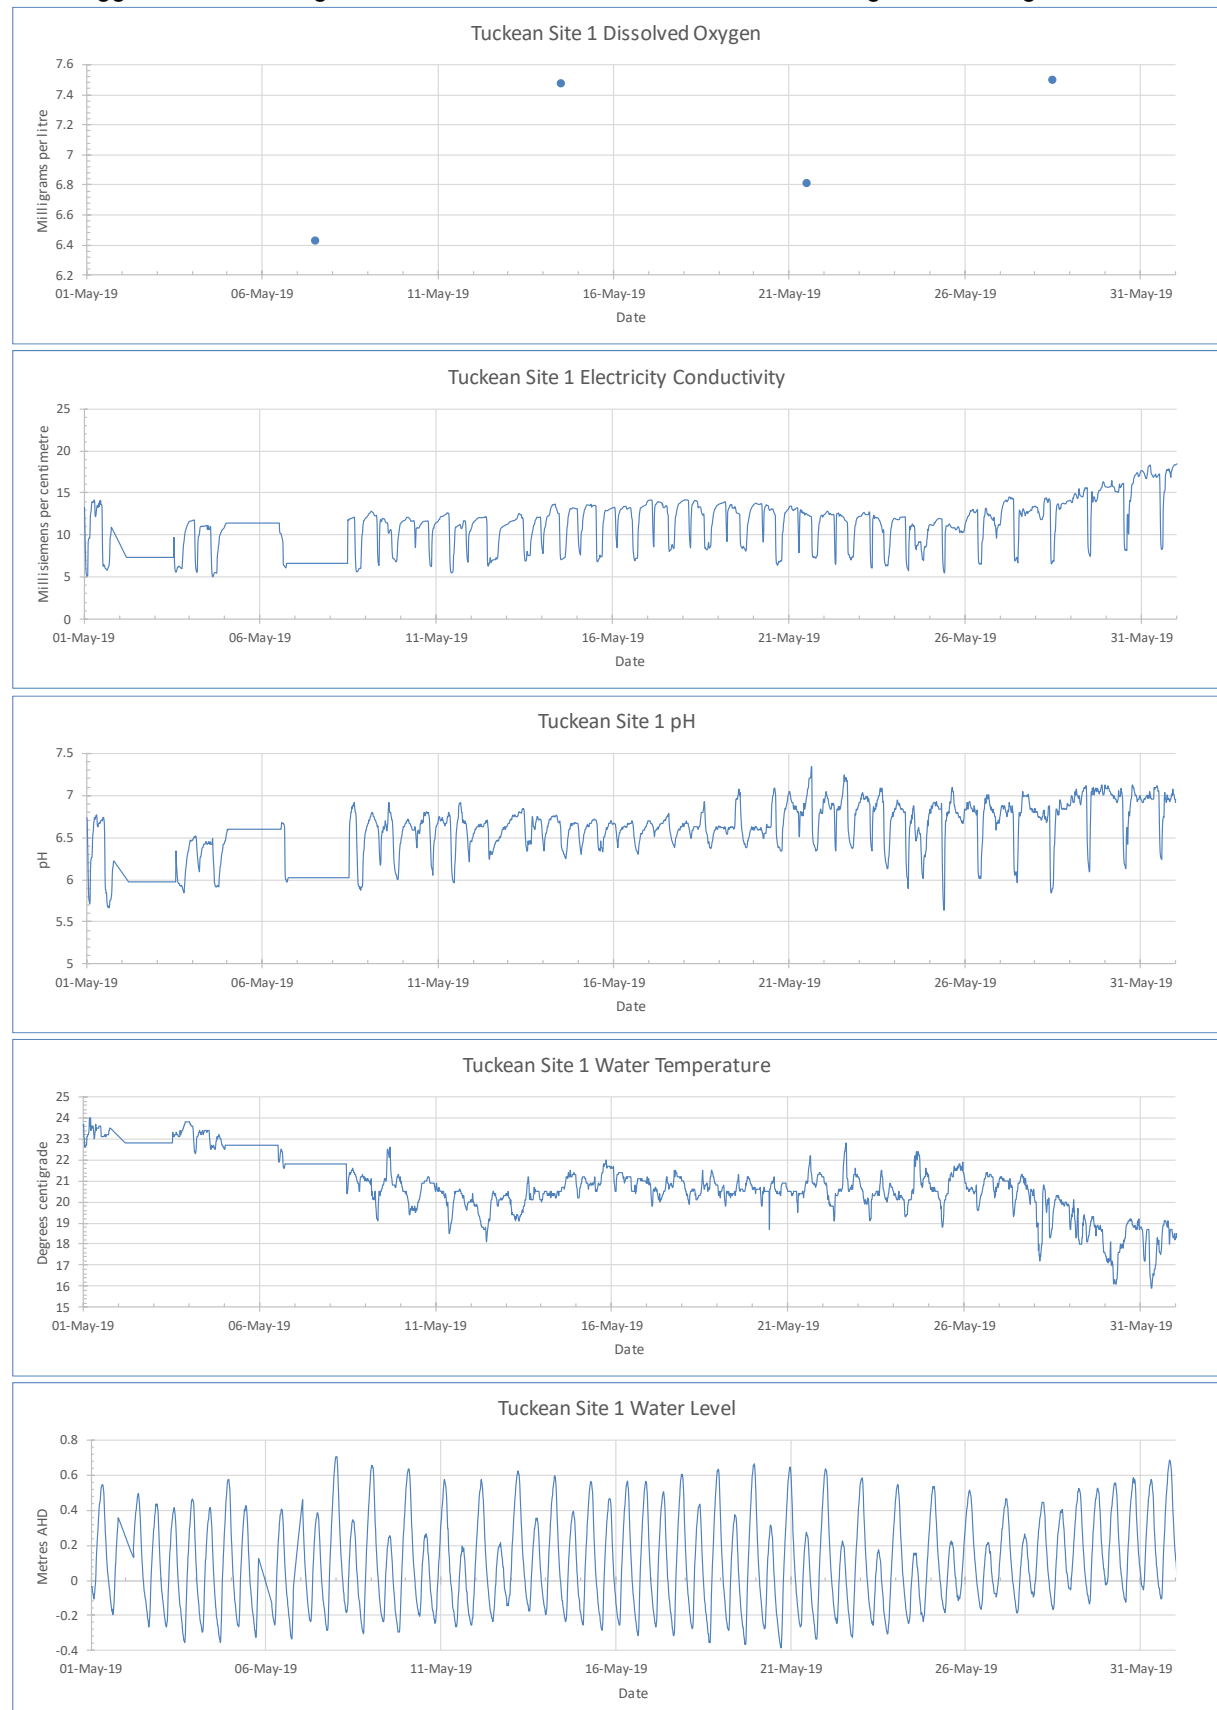 Tuckean Site 1 Dissolved Oxygen
Milligrams per litre
7.6
7.4
7.2
7
6.8
6.6
6.4
6.2
01-May-19 06-May-19 11-May-19 16-May-19 21-May-19 26-May-19 31-May-19
Date
Tuckean Site 1 Electricity Conductivity
Millisiemens per centimetre
25
20
15
10
5
0
01-May-19 06-May-19 11-May-19 16-May-19 21-May-19 26-May-19 31-May-19
Date
Tuckean Site 1 pH
pH
7.5
7
6.5
6
5.5
5
01-May-19 06-May-19 11-May-19 16-May-19 21-May-19 26-May-19 31-May-19
Date
Tuckean Site 1 Water Temperature
Degrees centigrade
25
24
23
22
21
20
19
18
17
16
15
01-May-19 06-May-19 11-May-19 16-May-19 21-May-19 26-May-19 31-May-19
Date
Tuckean Site 1 Water Level
Metres AHD
0.8
0.6
0.4
0.2
0
-0.2
-0.4
01-May-19 06-May-19 11-May-19 16-May-19 21-May-19 26-May-19 31-May-19
Date